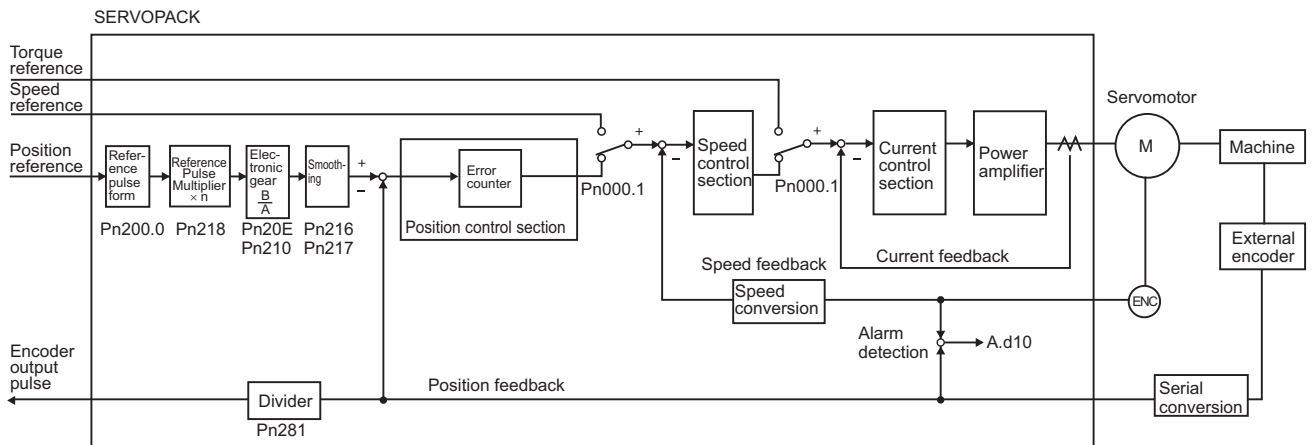 SERVOPACK
Torque
reference
Speed
reference
Position
reference
Refer-
ence
pulse
form
Pn200.0
Reference
Pulse
Multiplier
× n
Pn218
Elec-
tronic
gear
B
A
Pn20E
Pn210
Smooth-
ing
Pn216
Pn217
+
−
Error
counter
Position control section
Pn000.1
+
−
Speed
control
section
Pn000.1
+
−
Current
control
section
Power
amplifier
Servomotor
M
Machine
External
encoder
Current feedback
Speed feedback
Speed
conversion
ENC
Alarm
detection
A.d10
Encoder
output
pulse
Divider
Pn281
Position feedback
Serial
conversion